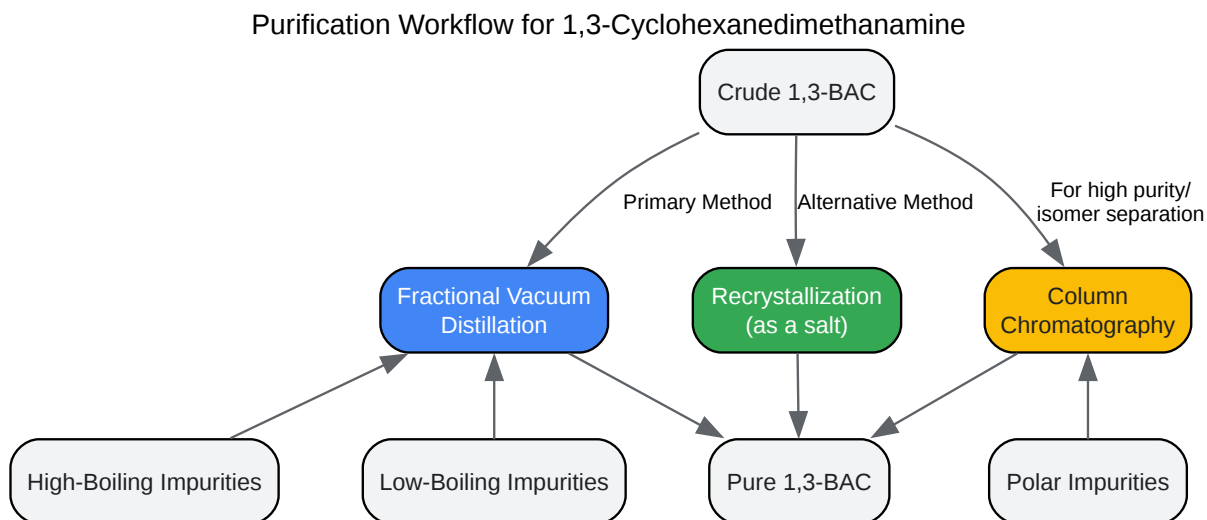 Purification Workflow for 1,3-Cyclohexanedimethanamine
Crude 1,3-BAC
Primary Method
Alternative Method
For high purity/
isomer separation
Fractional Vacuum
Distillation
Recrystallization
(as a salt)
Column
Chromatography
High-Boiling Impurities
Low-Boiling Impurities
Pure 1,3-BAC
Polar Impurities